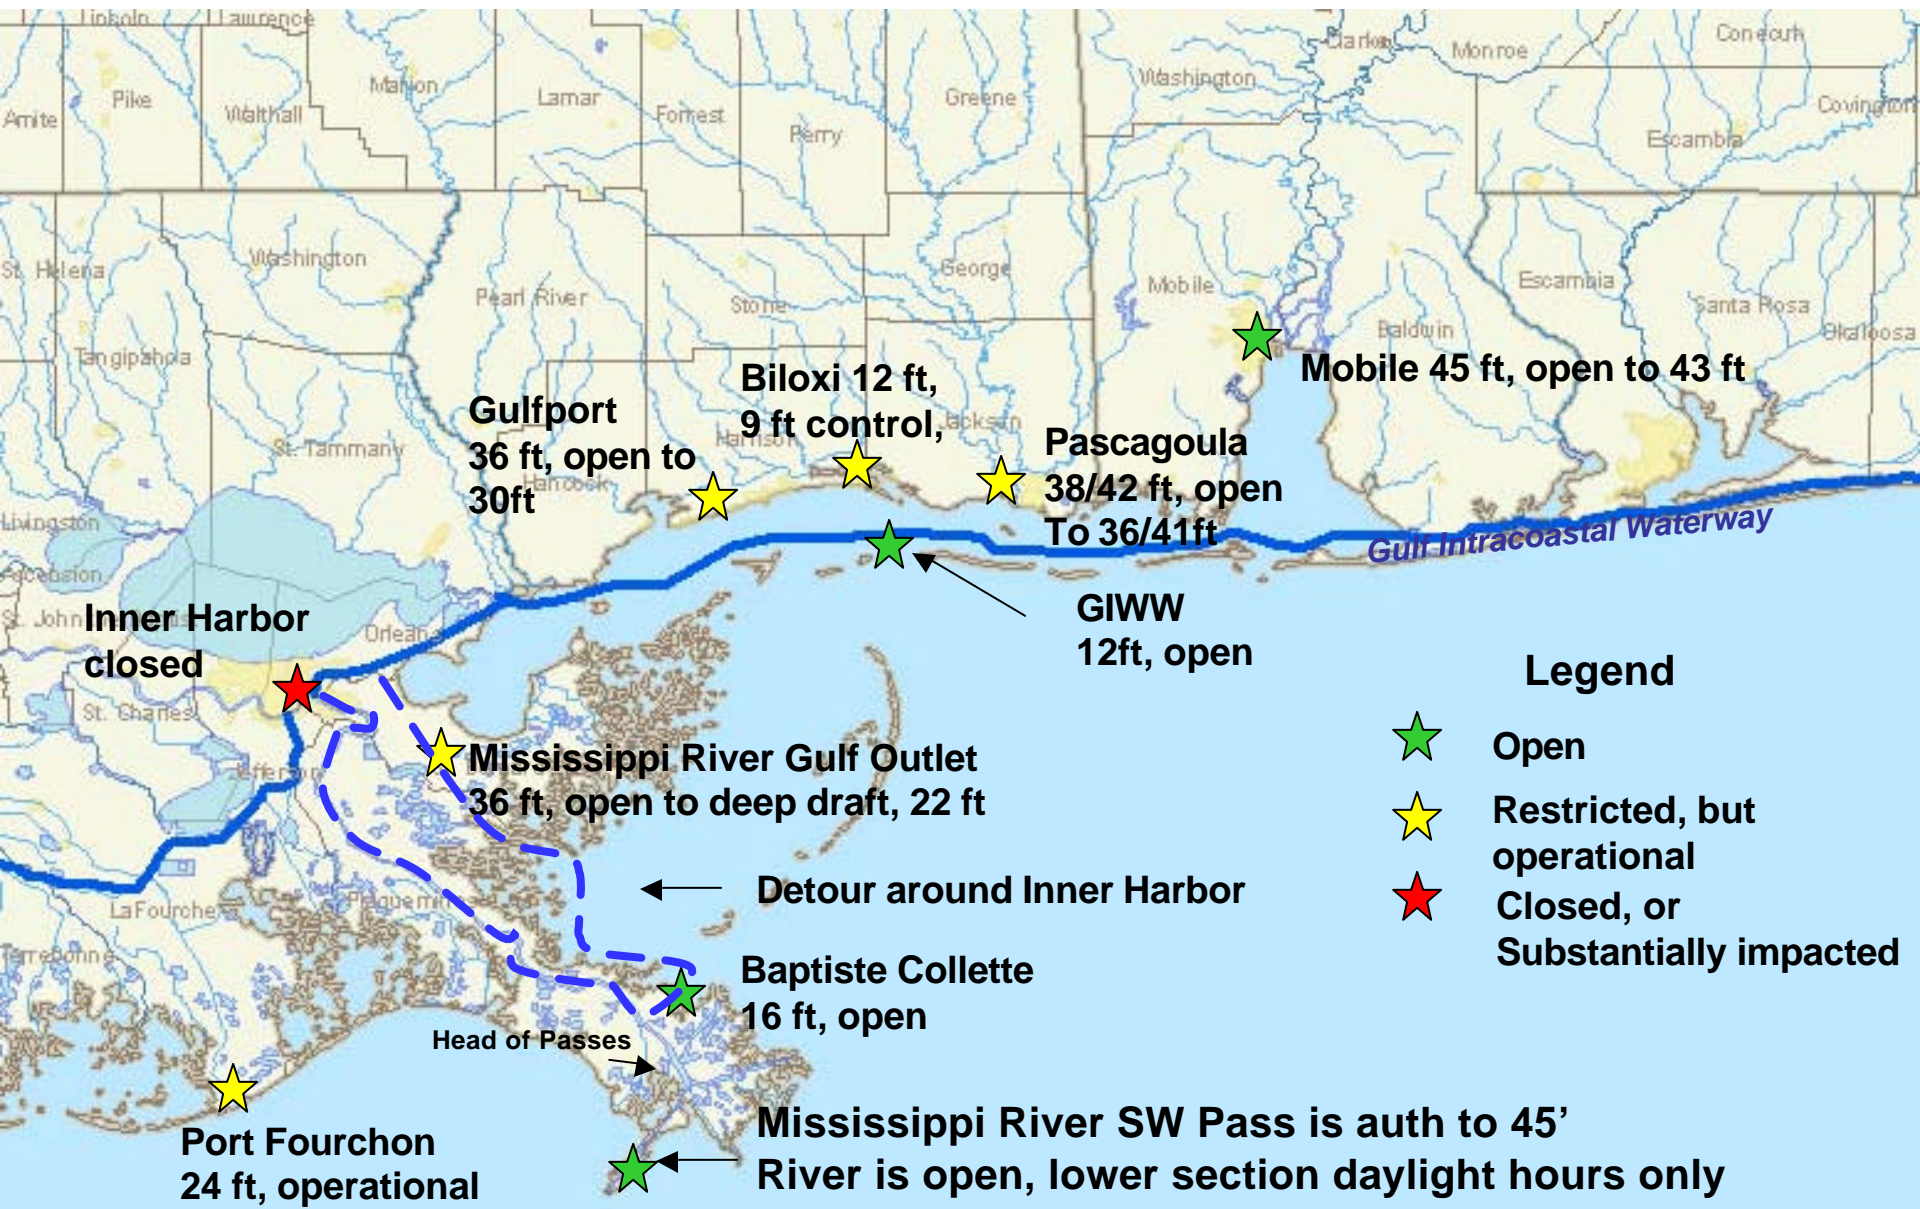 Lincoln
Lawrence
Clarke
Monroe
Conecuh
Amite
Pike
Walthall
Marion
Lamar
Forrest
Perry
Greene
Washington
Escambia
Covington
St. Helena
Washington
Pearl River
Stone
George
Mobile
Baldwin
Escambia
Santa Rosa
Okaloosa
Tangipahoa
St. Tammany
Hancock
Harrison
Jackson
Mobile 45 ft, open to 43 ft
Biloxi 12 ft,
9 ft control,
Gulfport
36 ft, open to
30ft
Pascagoula
38/42 ft, open
To 36/41ft
Gulf Intracoastal Waterway
Livingston
Ascension
St. John
Orleans
Inner Harbor
closed
GIWW
12ft, open
St. Charles
Jefferson
Mississippi River Gulf Outlet
36 ft, open to deep draft, 22 ft
Legend
Open
Restricted, but
operational
Closed, or
Substantially impacted
Detour around Inner Harbor
LaFourche
Plaquemines
Terrebonne
Baptiste Collette
16 ft, open
Head of Passes
Port Fourchon
24 ft, operational
Mississippi River SW Pass is auth to 45’
River is open, lower section daylight hours only